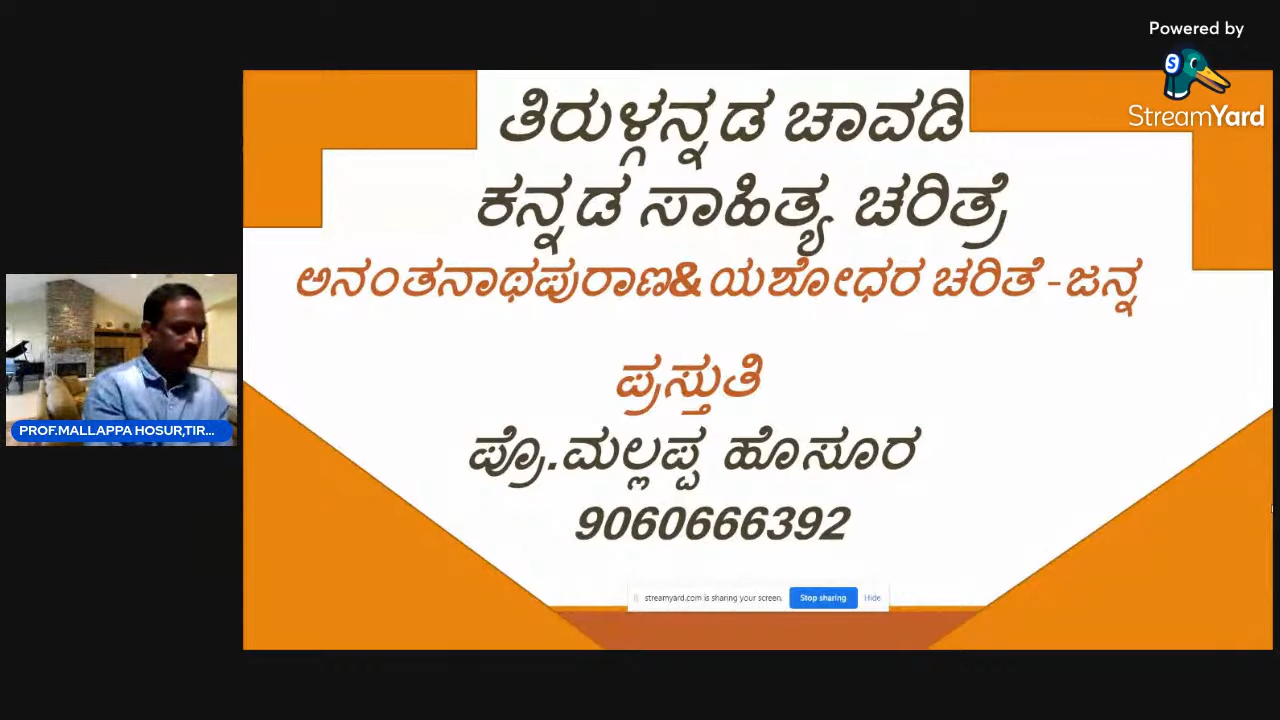 Powered by
StreamYard
ತಿರುಳ್ಗನ್ನಡ ಚಾವಡಿ
ಕನ್ನಡ ಸಾಹಿತ್ಯ ಚರಿತ್ರೆ
ಅನಂತನಾಥಪುರಾಣ&ಯಶೋಧರ ಚರಿತೆ -ಜನ್ನ
ಪ್ರಸ್ತುತಿ
ಪ್ರೊ.ಮಲ್ಲಪ್ಪ ಹೊಸೂರ
9060666392
PROF.MALLAPPA HOSUR,TIR...
streamyard.com is sharing your screen. Stop sharing Hide